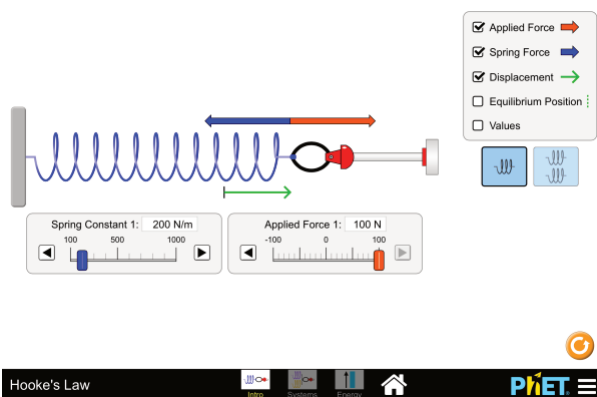 Applied Force
Spring Force
Displacement
Equilibrium Position
Values
Spring Constant 1: 200 N/m
100 500 1000
Applied Force 1: 100 N
-100 0 100
Hooke's Law
Intro
Systems
Energy
PhET